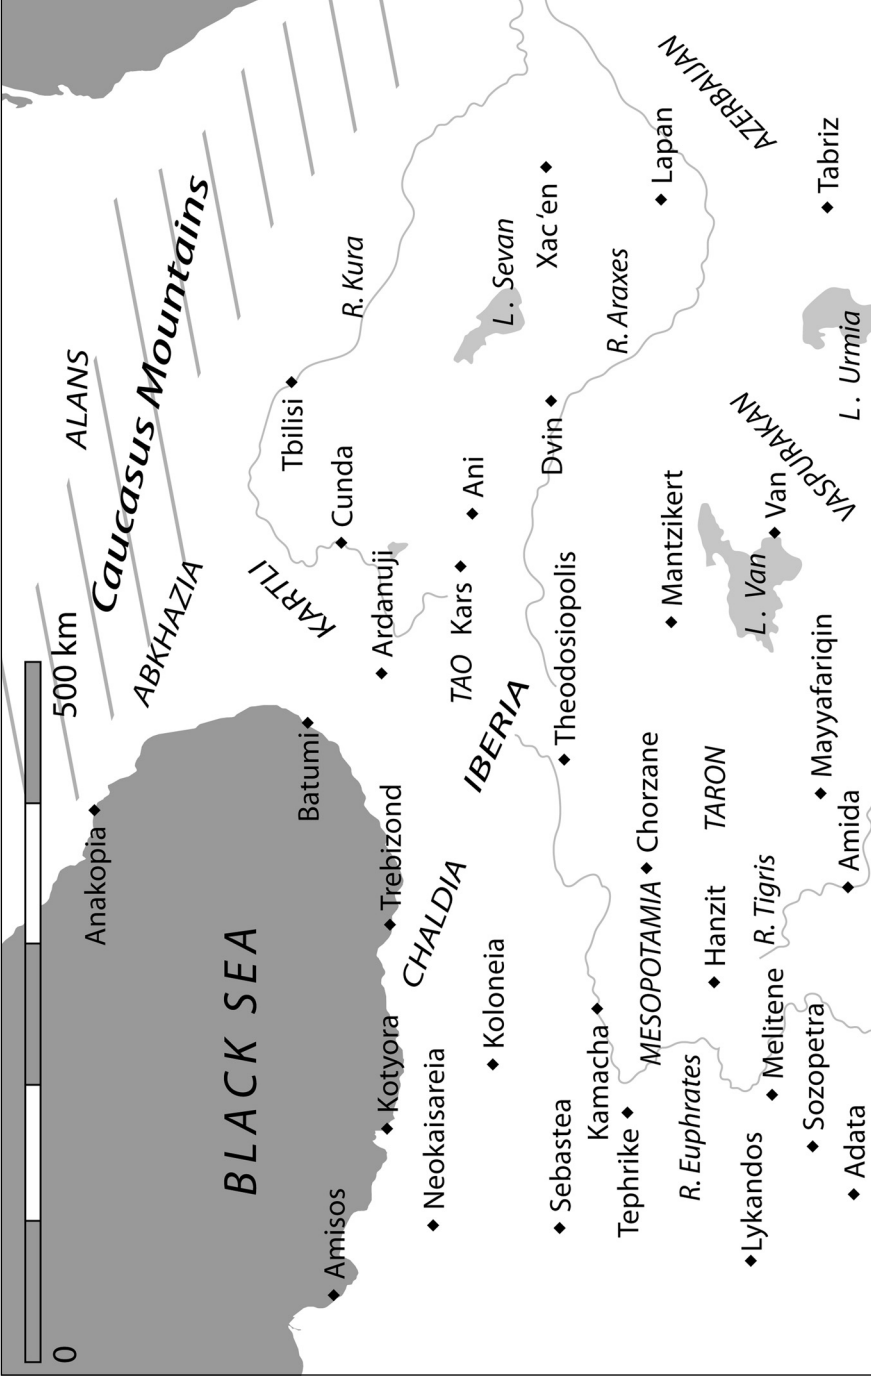 0
500 km
Anakopia
ALANS
Caucasus Mountains
ABKHAZIA
BLACK SEA
Amisos
Batumi
Tbilisi
R. Kura
KARTLI
Cunda
Kotyora
Trebizond
Ardanuji
CHALDIA
Neokaisareia
TAO
Kars
Ani
Koloneia
IBERIA
L. Sevan
Xac‘en
Sebastea
Theodosiopolis
Dvin
Kamacha
Tephrike
R. Araxes
MESOPOTAMIA
Chorzane
Mantzikert
Lapan
AZERBAIJAN
R. Euphrates
Hanzit
TARON
Lykandos
Melitene
R. Tigris
L. Van
Van
VASPURAKAN
Sozopetra
Mayyafariqin
Tabriz
Adata
Amida
L. Urmia